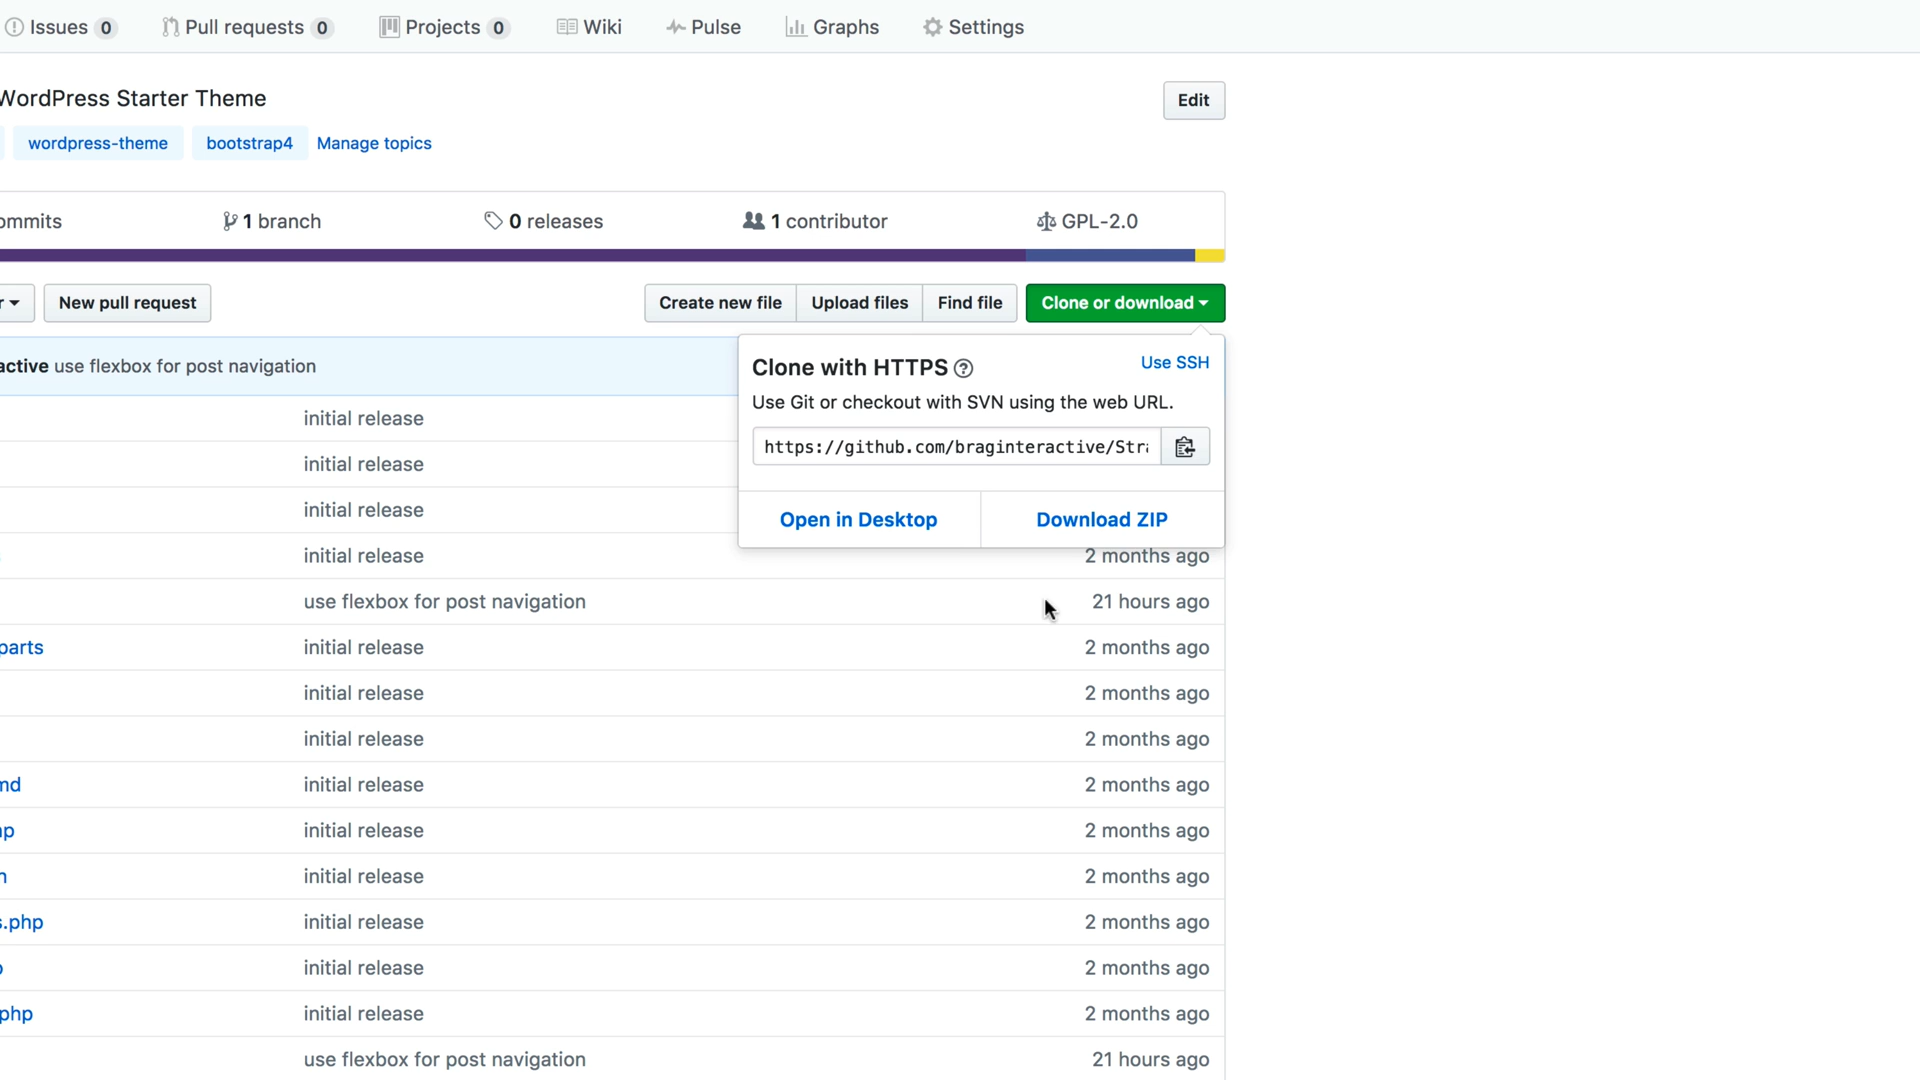 Issues 0 Pull requests 0 Projects 0 Wiki Pulse Graphs Settings
WordPress Starter Theme
Edit
wordpress-theme bootstrap4 Manage topics
ommits 1 branch 0 releases 1 contributor GPL-2.0
New pull request Create new file Upload files Find file Clone or download
active use flexbox for post navigation
Clone with HTTPS Use SSH
Use Git or checkout with SVN using the web URL.
https://github.com/braginteractive/Str
Open in Desktop Download ZIP
initial release
initial release
initial release
initial release 2 months ago
use flexbox for post navigation 21 hours ago
parts initial release 2 months ago
initial release 2 months ago
initial release 2 months ago
md initial release 2 months ago
hp initial release 2 months ago
initial release 2 months ago
s.php initial release 2 months ago
initial release 2 months ago
php initial release 2 months ago
use flexbox for post navigation 21 hours ago